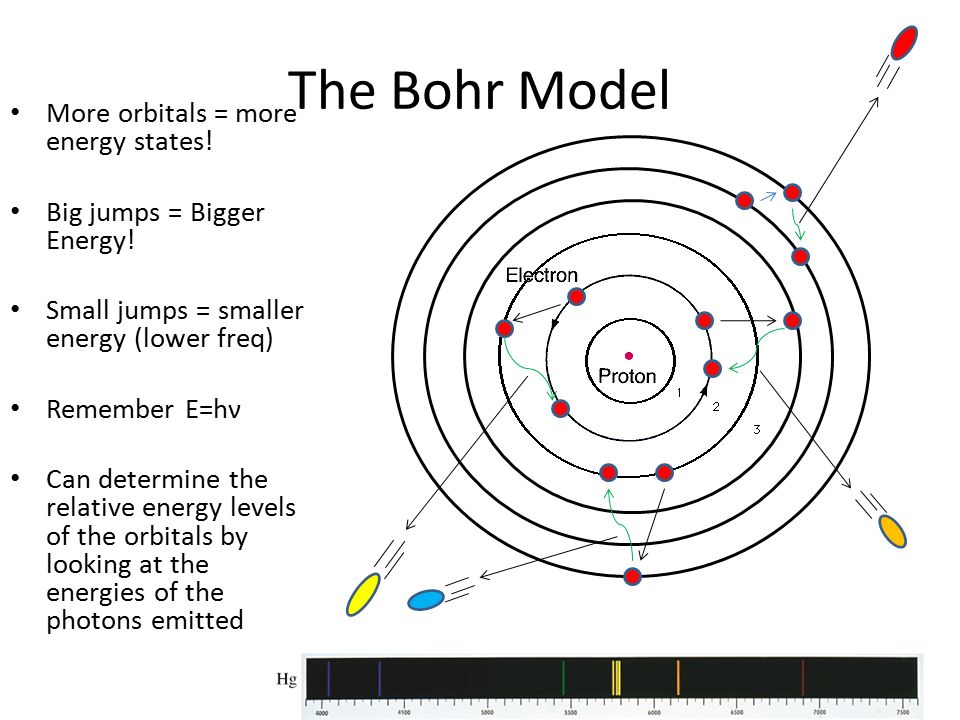 The Bohr Model
• More orbitals = more
energy states!
• Big jumps = Bigger
Energy!
• Small jumps = smaller
energy (lower freq)
• Remember E=hν
• Can determine the
relative energy levels
of the orbitals by
looking at the
energies of the
photons emitted
Electron
Proton
1
2
3
Hg
4000 4500 5000 5500 6000 6500 7000 7500